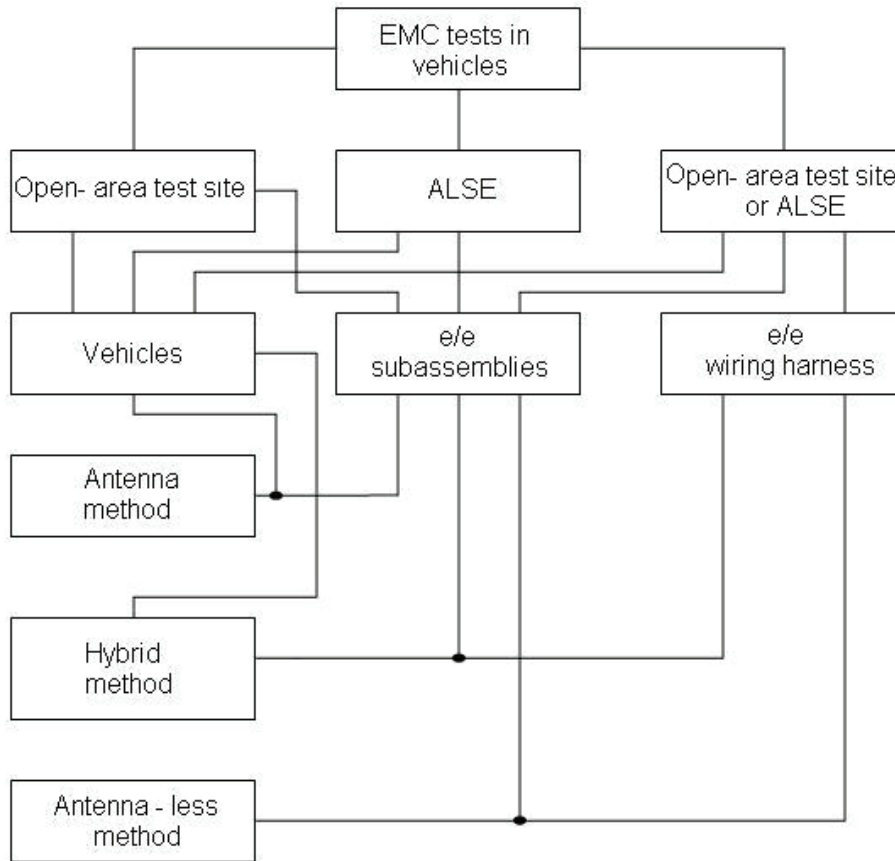 EMC tests in
vehicles
Open- area test site
ALSE
Open- area test site
or ALSE
Vehicles
e/e
subassemblies
e/e
wiring harness
Antenna
method
Hybrid
method
Antenna - less
method